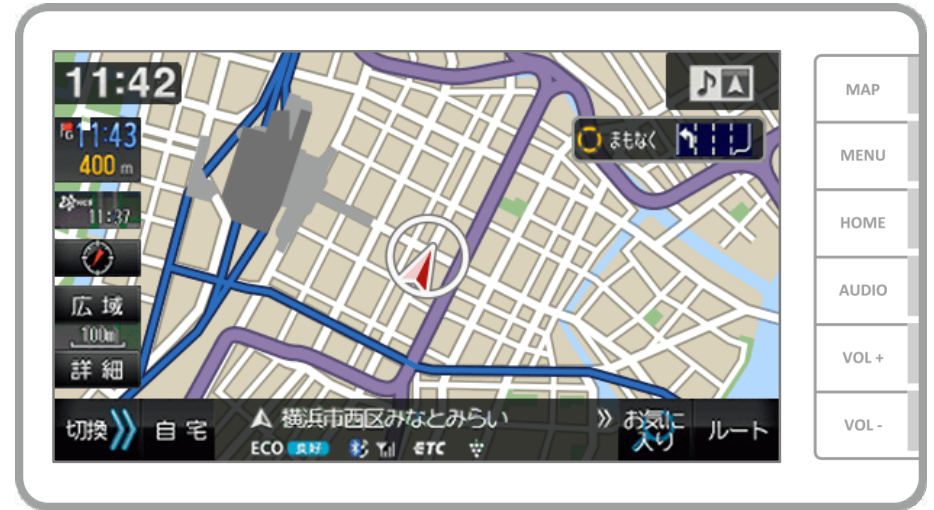 11:42
MAP
まもなく
11:43
400 m
MENU
VICS
11:37
HOME
AUDIO
広域
100m
詳細
VOL +
切換
自宅
横浜市西区みなとみらい
お気に
入り
ルート
ECO 良好 ETC
VOL -